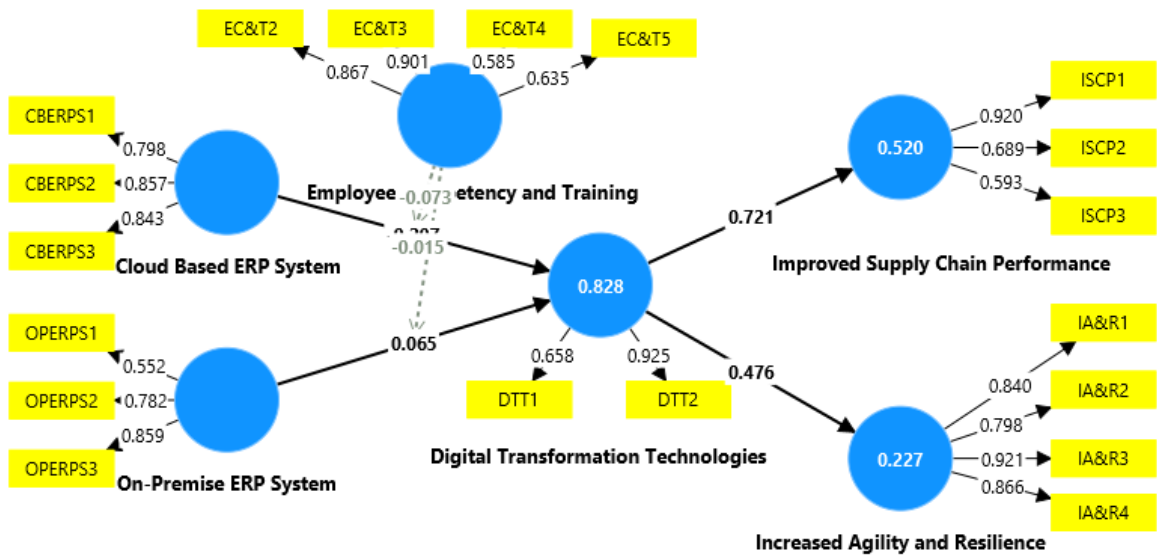 EC&T2
EC&T3
EC&T4
EC&T5
0.867
0.901
0.585
0.635
CBERPS1
CBERPS2
CBERPS3
0.798
0.857
0.843
Cloud Based ERP System
Employee etency and Training
-0.073
-0.015
OPERPS1
OPERPS2
OPERPS3
0.552
0.782
0.859
On-Premise ERP System
0.065
0.828
0.658
0.925
DTT1
DTT2
Digital Transformation Technologies
0.721
0.476
0.520
0.920
0.689
0.593
ISCP1
ISCP2
ISCP3
Improved Supply Chain Performance
0.227
0.840
0.798
0.921
0.866
IA&R1
IA&R2
IA&R3
IA&R4
Increased Agility and Resilience